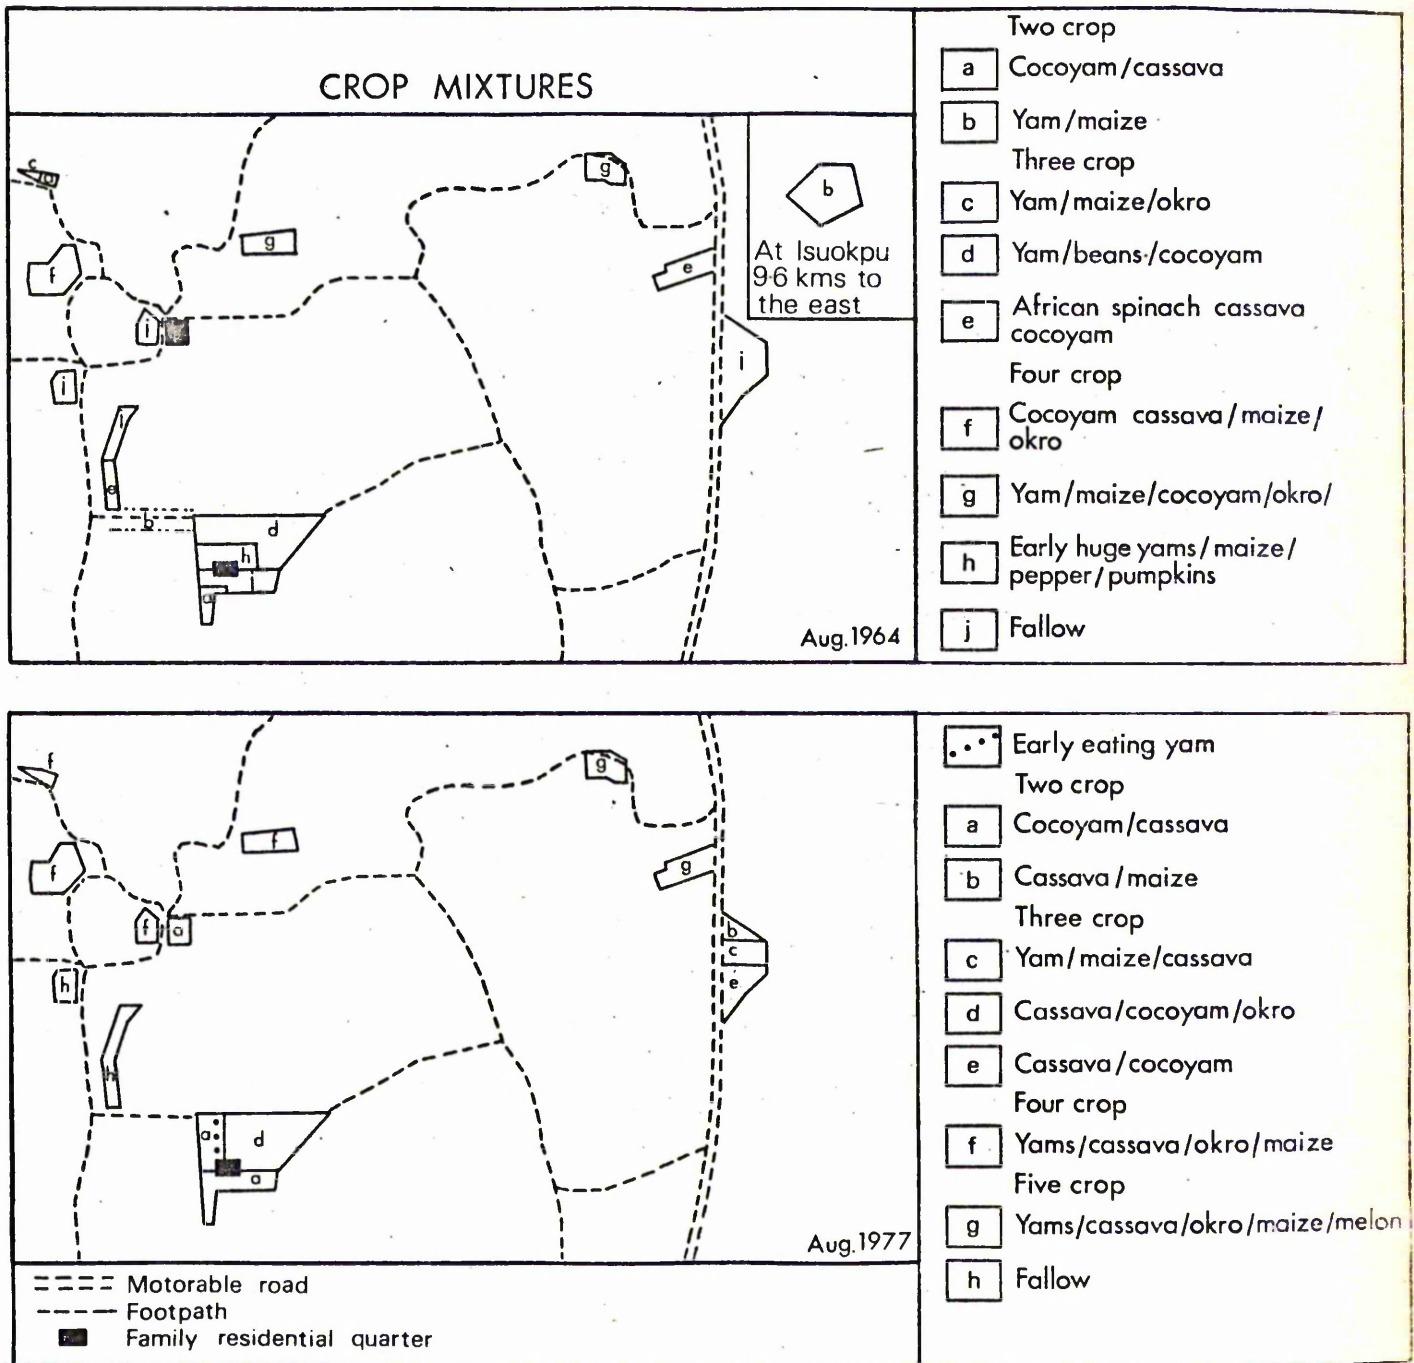 CROP MIXTURES
c
a
g
b
At Isuokpu
9·6 kms to
the east
g
f
e
j
j
j
j
e
b
d
h
a
Aug.1964
Two crop
a Cocoyam/cassava
b Yam/maize
Three crop
c Yam/maize/okro
d Yam/beans/cocoyam
e African spinach cassava
cocoyam
Four crop
f Cocoyam cassava/maize/
okro
g Yam/maize/cocoyam/okro/
h Early huge yams/maize/
pepper/pumpkins
j Fallow
f
g
f
f
g
f
a
b
c
h
e
h
a
d
a
Aug.1977
Early eating yam
Two crop
a Cocoyam/cassava
b Cassava/maize
Three crop
c Yam/maize/cassava
d Cassava/cocoyam/okro
e Cassava/cocoyam
Four crop
f Yams/cassava/okro/maize
Five crop
g Yams/cassava/okro/maize/melon
h Fallow
Motorable road
Footpath
Family residential quarter